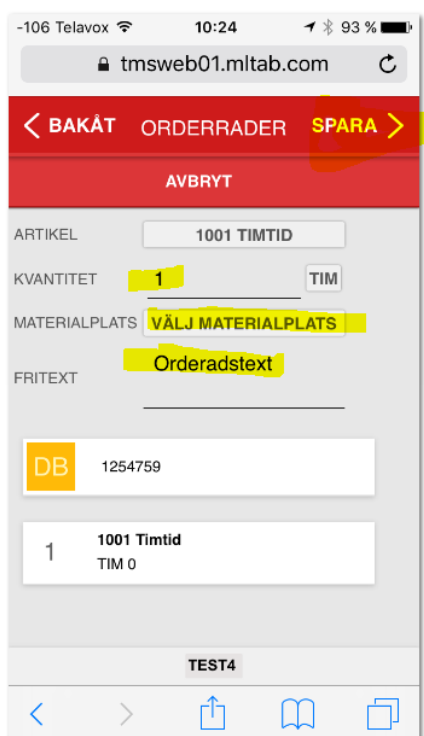 -106 Telavox 10:24 93 %
tmsweb01.mltab.com
BAKÅT ORDERRADER SPARA
AVBRYT
ARTIKEL 1001 TIMTID
KVANTITET 1 TIM
MATERIALPLATS VÄLJ MATERIALPLATS
Orderadstext
FRITEXT
DB 1254759
1 1001 Timtid
TIM 0
TEST4